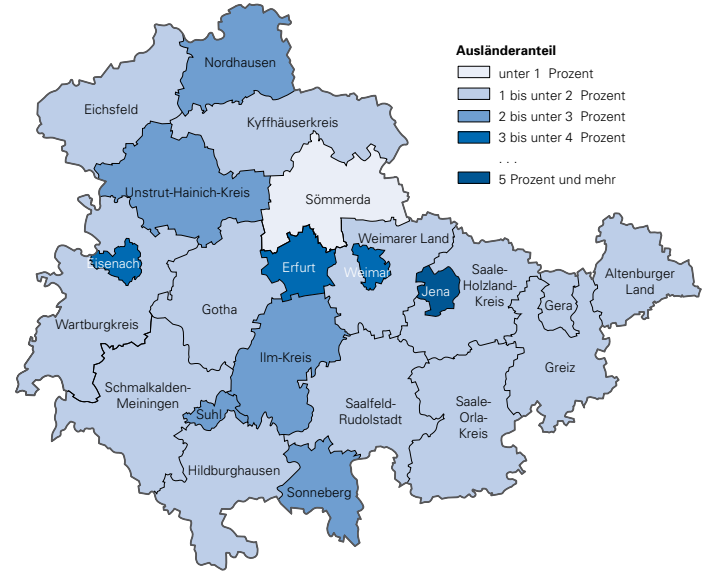 Ausländeranteil
unter 1 Prozent
1 bis unter 2 Prozent
2 bis unter 3 Prozent
3 bis unter 4 Prozent
. . .
5 Prozent und mehr
Nordhausen
Eichsfeld
Kyffhäuserkreis
Unstrut-Hainich-Kreis
Sömmerda
Weimarer Land
Eisenach
Erfurt
Weimar
Jena
Saale-
Holzland-
Kreis
Altenburger
Land
Gera
Gotha
Wartburgkreis
Ilm-Kreis
Greiz
Schmalkalden-
Meiningen
Suhl
Saalfeld-
Rudolstadt
Saale-
Orla-
Kreis
Hildburghausen
Sonneberg